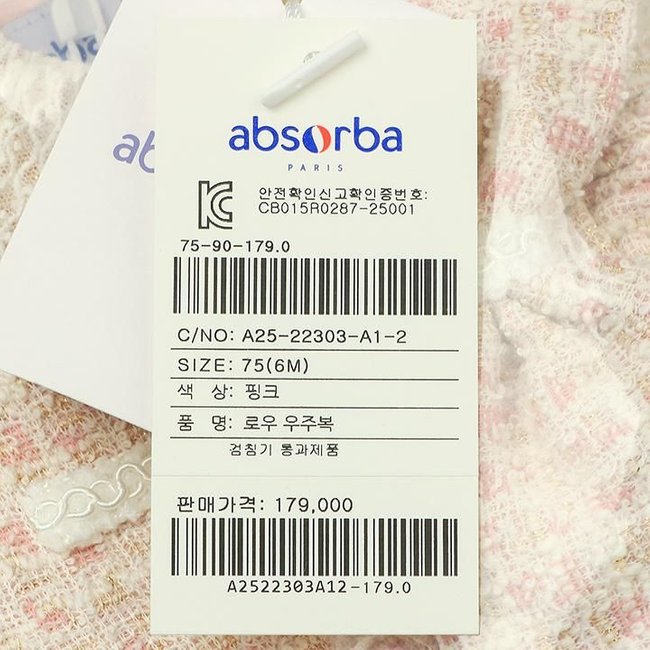 absorba
PARIS
안전확인신고확인증번호:
CB015R0287-25001
75-90-179.0
C/NO: A25-22303-A1-2
SIZE: 75(6M)
색 상: 핑크
품 명: 로우 우주복
검침기 통과제품
판매가격: 179,000
A2522303A12-179.0